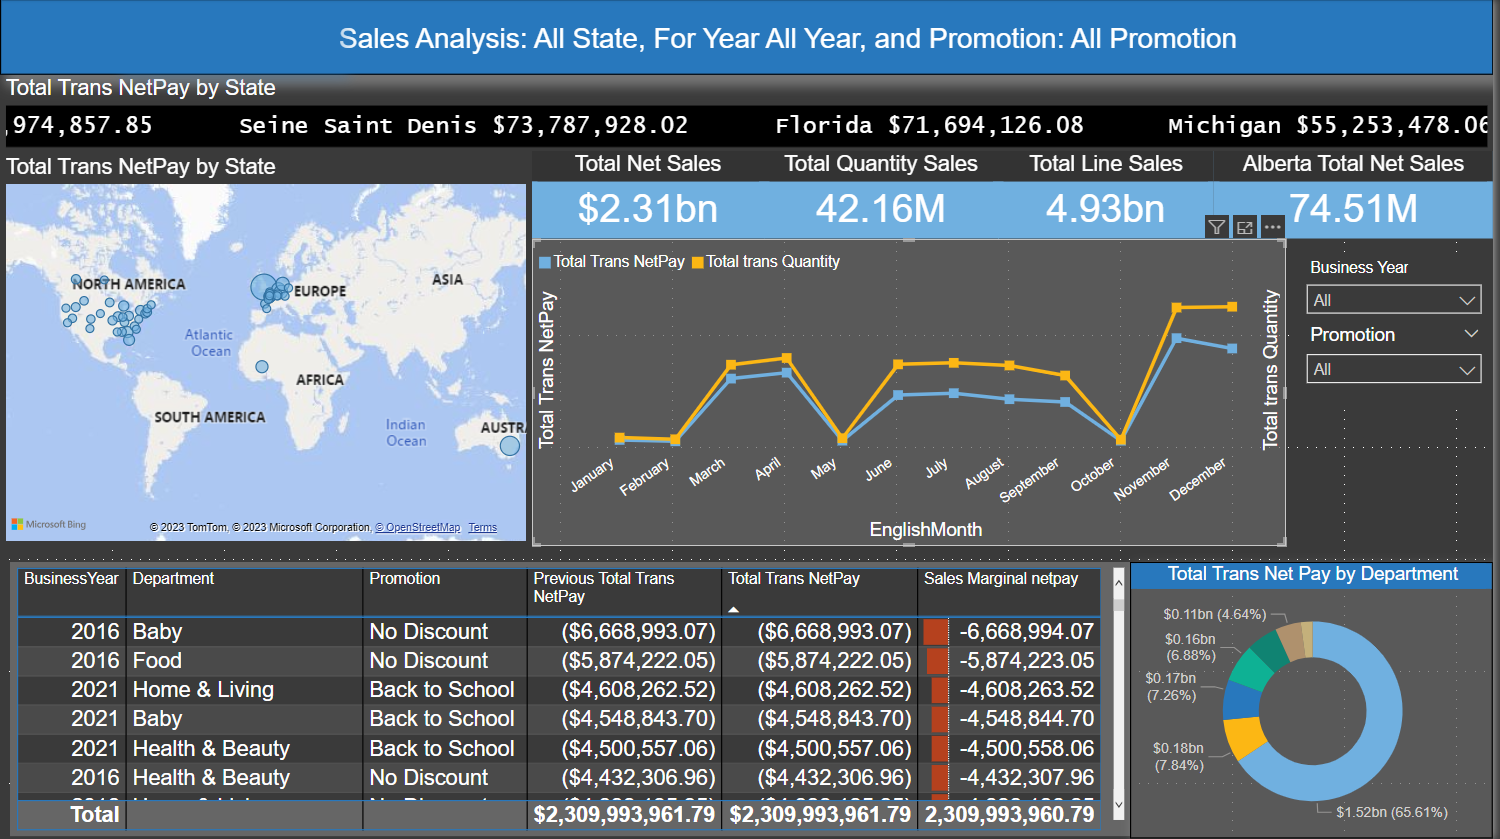 Sales Analysis: All State, For Year All Year, and Promotion: All Promotion
Total Trans NetPay by State
,974,857.85 Seine Saint Denis $73,787,928.02 Florida $71,694,126.08 Michigan $55,253,478.06
Total Trans NetPay by State
NORTH AMERICA
EUROPE
ASIA
Atlantic
Ocean
AFRICA
SOUTH AMERICA
Indian
Ocean
AUSTRA
Microsoft Bing
© 2023 TomTom, © 2023 Microsoft Corporation, © OpenStreetMap Terms
Total Net Sales
$2.31bn
Total Quantity Sales
42.16M
Total Line Sales
4.93bn
Alberta Total Net Sales
74.51M
Total Trans NetPay Total trans Quantity
Total Trans NetPay
Total trans Quantity
January
February
March
April
May
June
July
August
September
October
November
December
EnglishMonth
Business Year
All
Promotion
All
BusinessYear Department Promotion Previous Total Trans NetPay Total Trans NetPay Sales Marginal netpay
2016 Baby No Discount ($6,668,993.07) ($6,668,993.07) -6,668,994.07
2016 Food No Discount ($5,874,222.05) ($5,874,222.05) -5,874,223.05
2021 Home & Living Back to School ($4,608,262.52) ($4,608,262.52) -4,608,263.52
2021 Baby Back to School ($4,548,843.70) ($4,548,843.70) -4,548,844.70
2021 Health & Beauty Back to School ($4,500,557.06) ($4,500,557.06) -4,500,558.06
2016 Health & Beauty No Discount ($4,432,306.96) ($4,432,306.96) -4,432,307.96
Total $2,309,993,961.79 $2,309,993,961.79 2,309,993,960.79
Total Trans Net Pay by Department
$0.11bn (4.64%)
$0.16bn
(6.88%)
$0.17bn
(7.26%)
$0.18bn
(7.84%)
$1.52bn (65.61%)